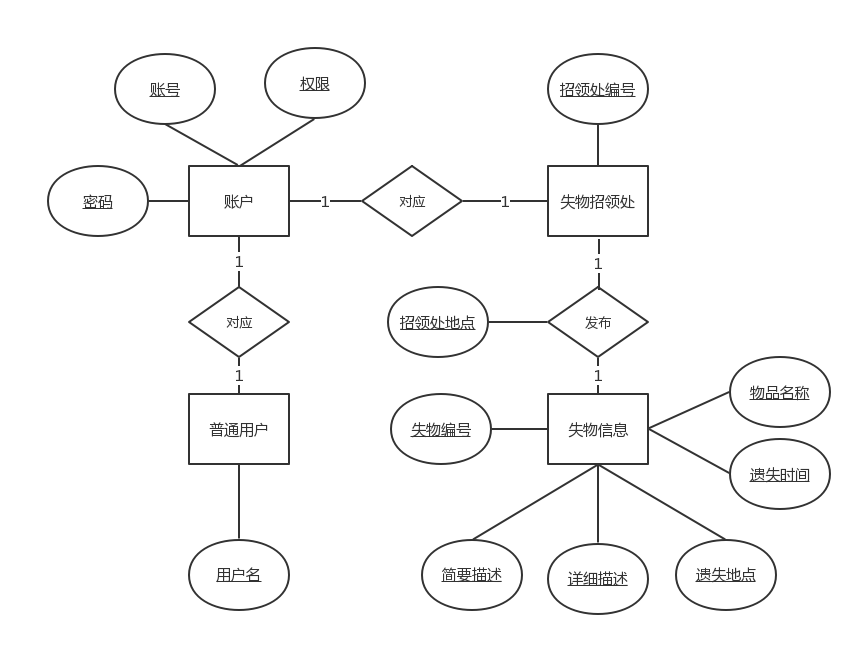 账号
权限
招领处编号
密码
账户
1
对应
1
失物招领处
1
1
对应
招领处地点
发布
1
1
物品名称
普通用户
失物编号
失物信息
遗失时间
用户名
简要描述
详细描述
遗失地点